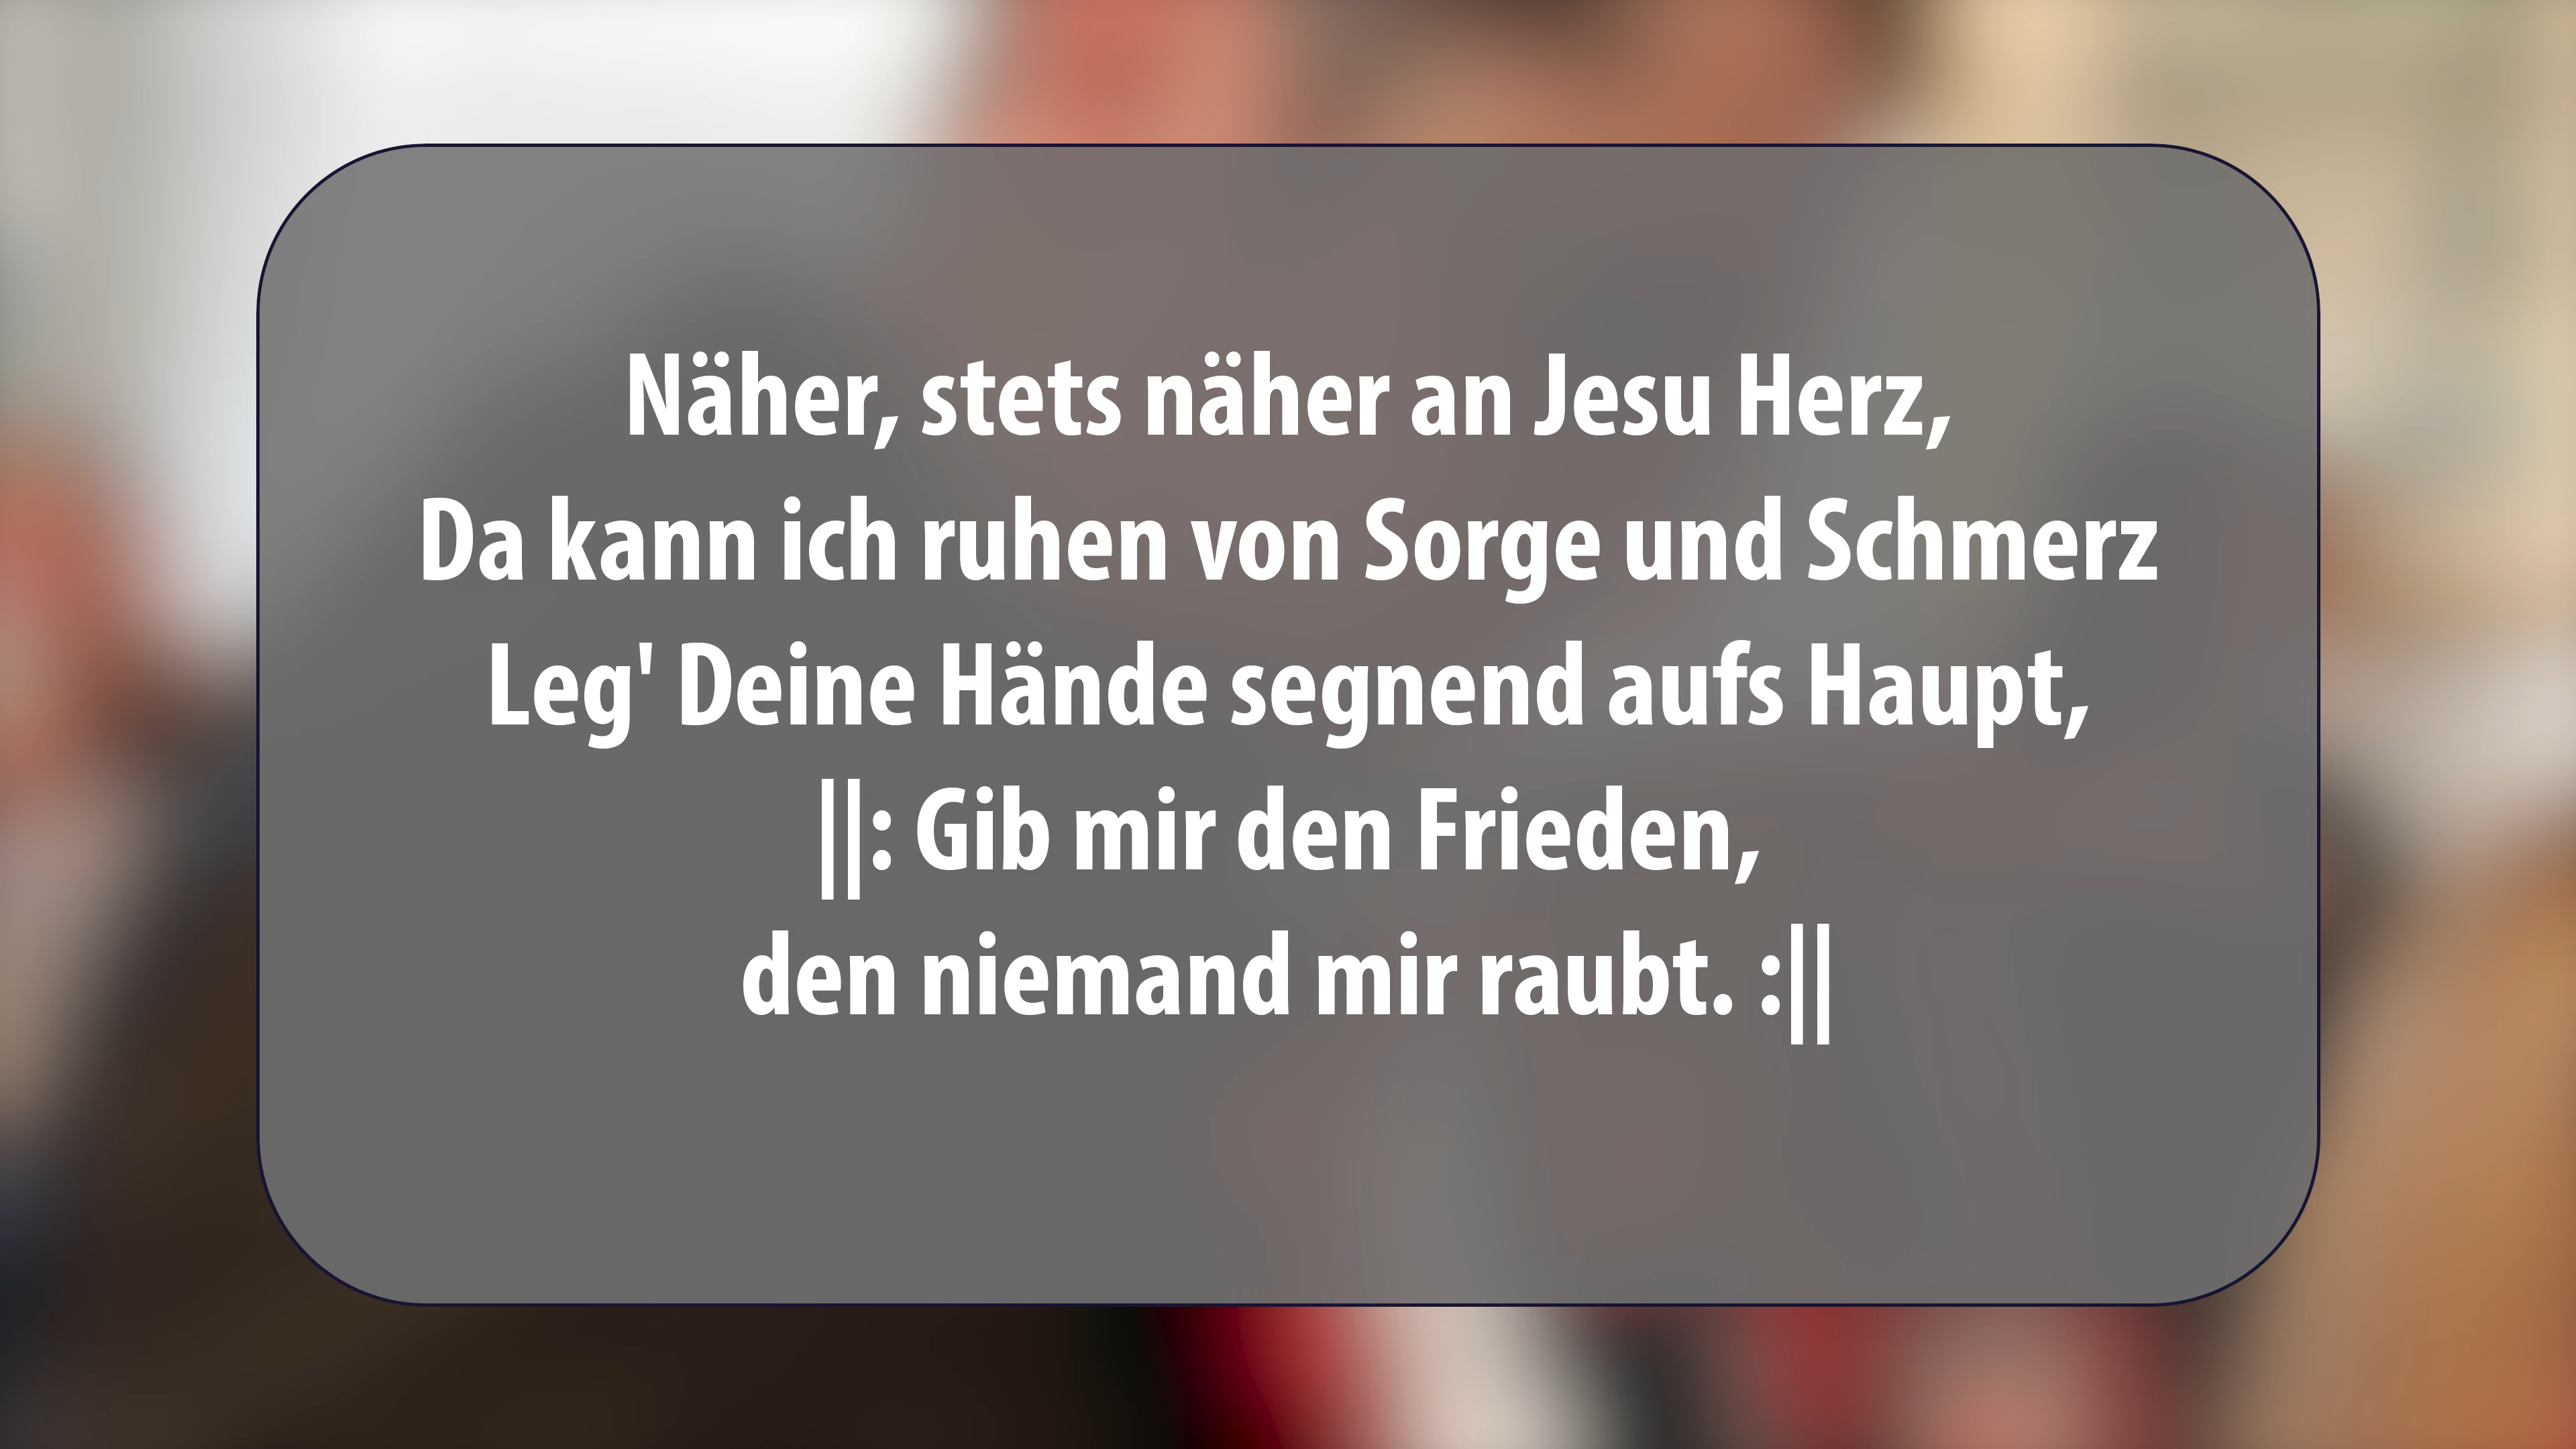 Näher, stets näher an Jesu Herz,
Da kann ich ruhen von Sorge und Schmerz
Leg' Deine Hände segnend aufs Haupt,
||: Gib mir den Frieden,
den niemand mir raubt. :||